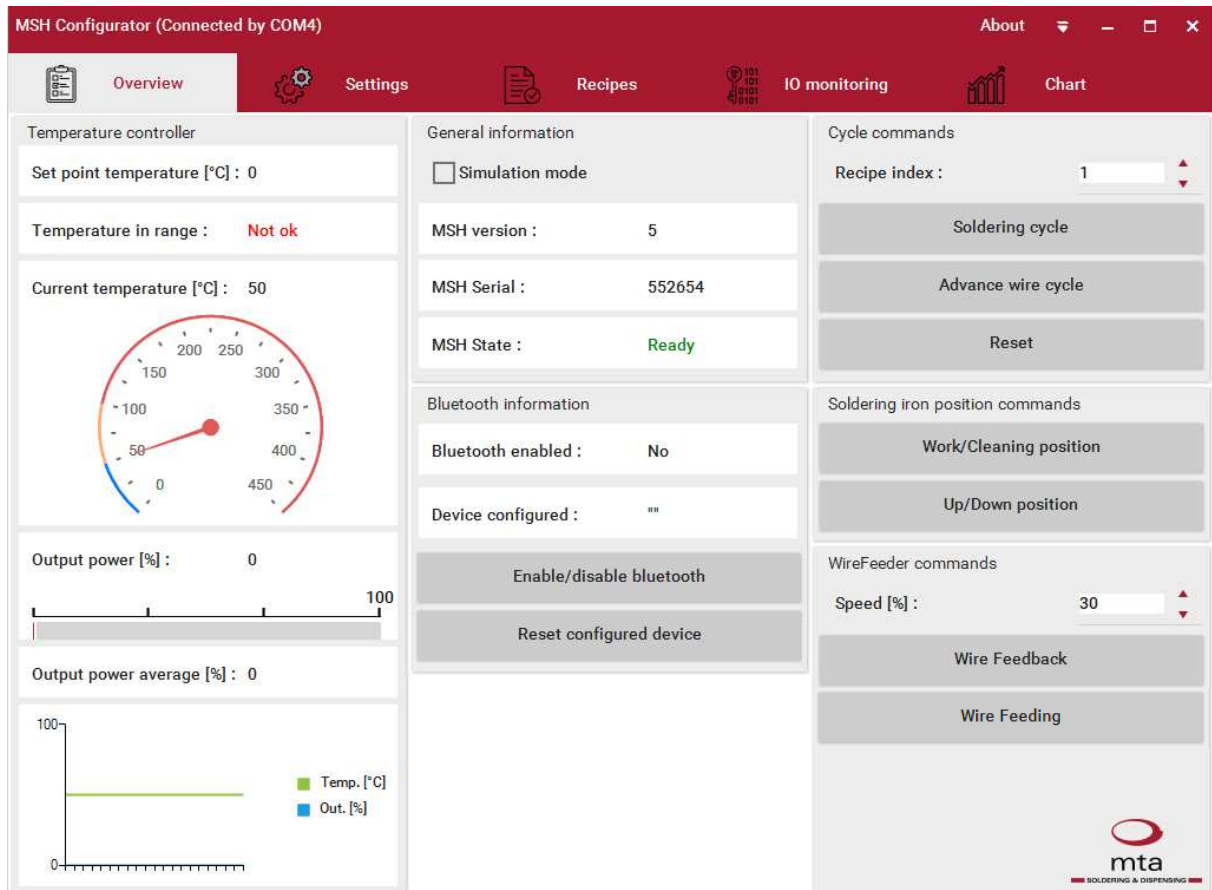 MSH Configurator (Connected by COM4)
About
Overview
Settings
Recipes
IO monitoring
Chart
Temperature controller
Set point temperature [°C] : 0
Temperature in range : Not ok
Current temperature [°C] : 50
0
50
100
150
200
250
300
350
400
450
Output power [%] : 0
100
Output power average [%] : 0
100
0
Temp. [°C]
Out. [%]
General information
Simulation mode
MSH version : 5
MSH Serial : 552654
MSH State : Ready
Bluetooth information
Bluetooth enabled : No
Device configured : ""
Enable/disable bluetooth
Reset configured device
Cycle commands
Recipe index : 1
Soldering cycle
Advance wire cycle
Reset
Soldering iron position commands
Work/Cleaning position
Up/Down position
WireFeeder commands
Speed [%] : 30
Wire Feedback
Wire Feeding
mta
SOLDERING & DISPENSING